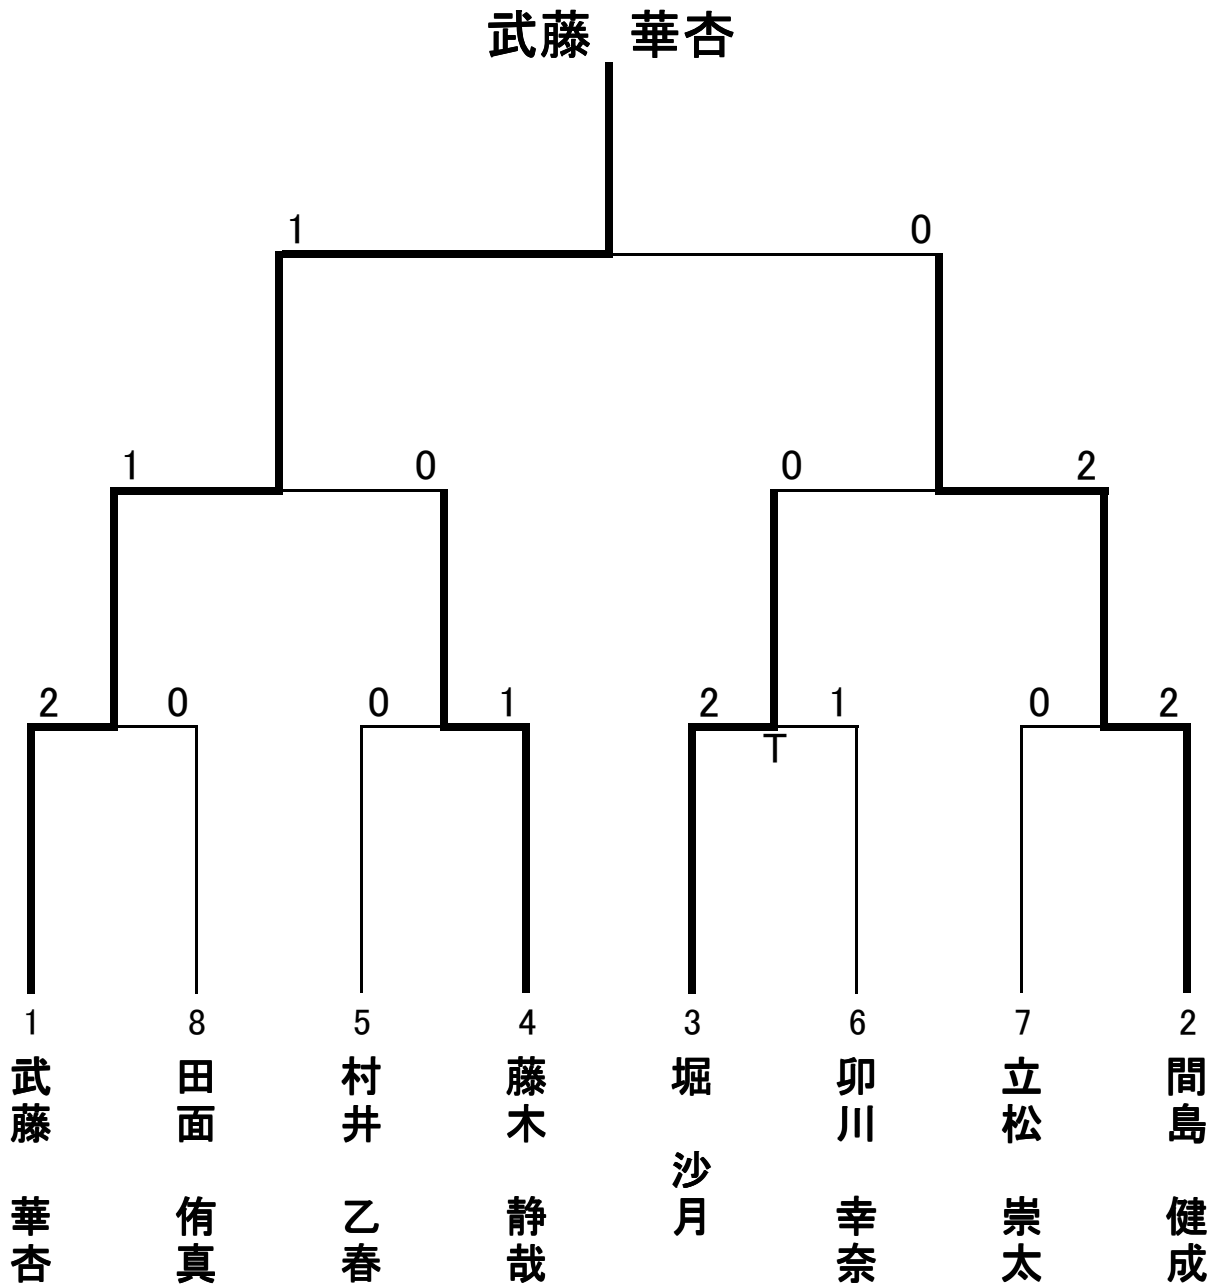 武藤　華杏
1 0
1 0 0 2
2 0 0 1 2 1 0 2
T
1 8 5 4 3 6 7 2
武藤　華杏
田面　侑真
村井　乙春
藤木　静哉
堀　沙月
卯川　幸奈
立松　崇太
間島　健成